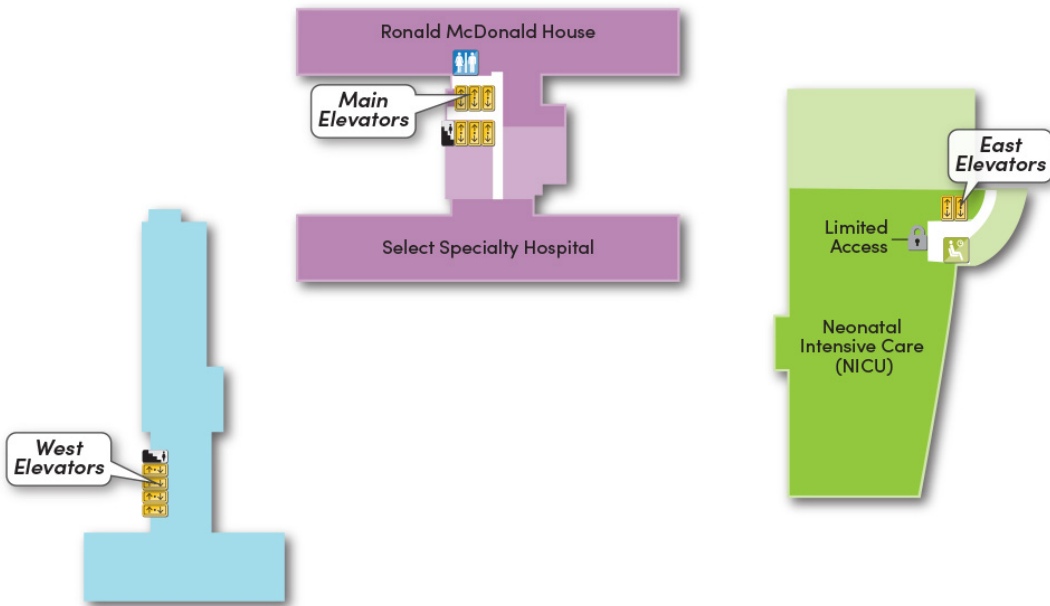 Ronald McDonald House
Main
Elevators
East
Elevators
Limited
Access
Select Specialty Hospital
Neonatal
Intensive Care
(NICU)
West
Elevators